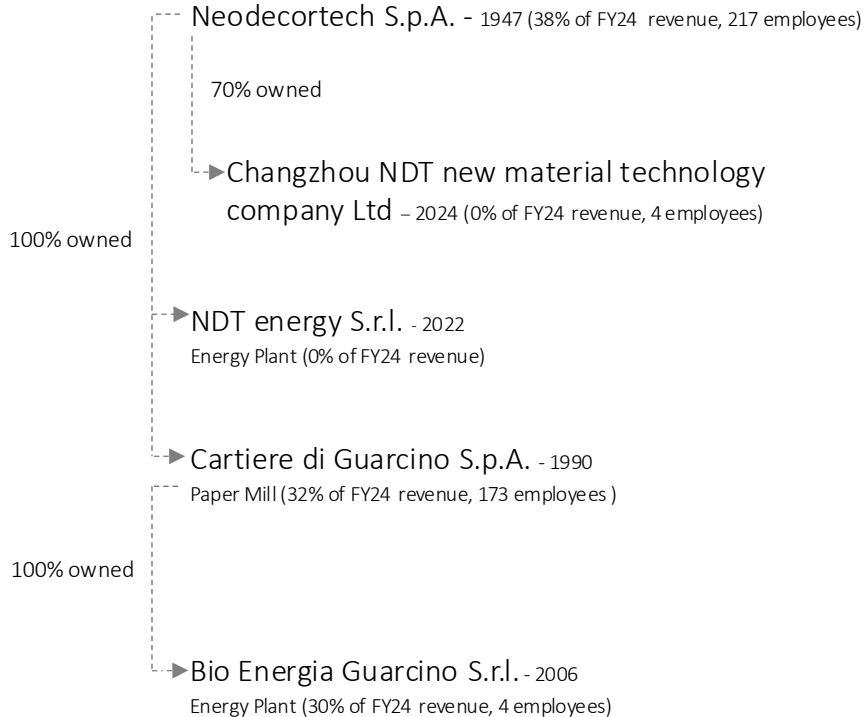 Neodecortech S.p.A. - 1947 (38% of FY24 revenue, 217 employees)
70% owned
Changzhou NDT new material technology
company Ltd – 2024 (0% of FY24 revenue, 4 employees)
100% owned
NDT energy S.r.l. - 2022
Energy Plant (0% of FY24 revenue)
Cartiere di Guarcino S.p.A. - 1990
Paper Mill (32% of FY24 revenue, 173 employees )
100% owned
Bio Energia Guarcino S.r.l. - 2006
Energy Plant (30% of FY24 revenue, 4 employees)